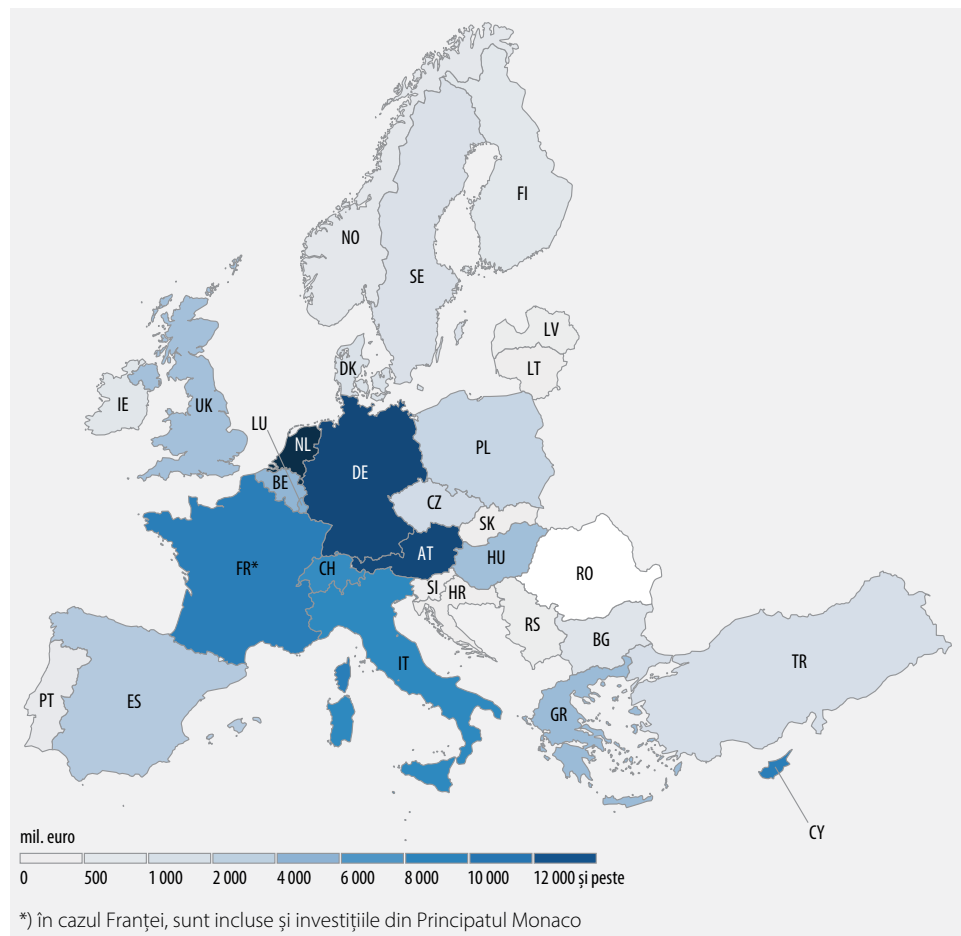 FI
NO
SE
LV
LT
DK
IE
UK
LU
NL
BE
DE
PL
CZ
SK
AT
HU
RO
FR*
CH
SI
HR
RS
BG
IT
TR
PT
ES
GR
CY
mil. euro
0 500 1 000 2 000 4 000 6 000 8 000 10 000 12 000 și peste
*) în cazul Franței, sunt incluse și investițiile din Principatul Monaco